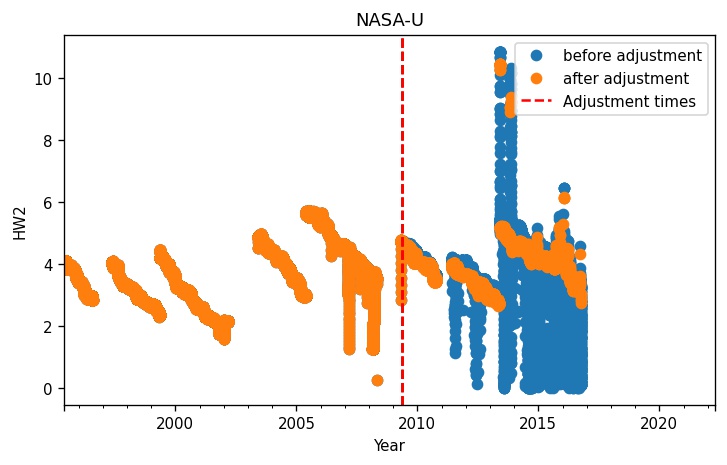 NASA-U
before adjustment
after adjustment
Adjustment times
HW2
10
8
6
4
2
0
2000 2005 2010 2015 2020
Year